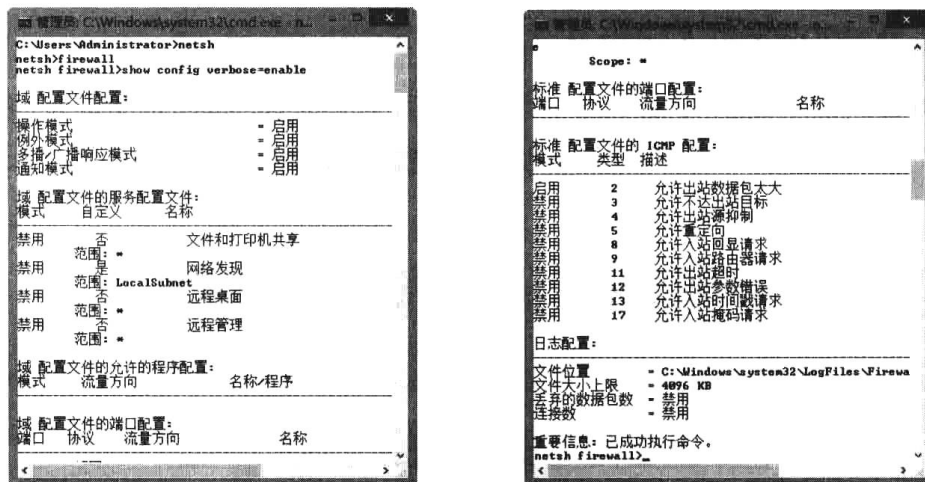 管理员: C:\Windows\system32\cmd.exe - n...
C:\Users\Administrator>netsh
netsh>firewall
netsh firewall>show config verbose=enable
域 配置文件配置:
操作模式 = 启用
例外模式 = 启用
多播/广播响应模式 = 启用
通知模式 = 启用
域 配置文件的服务配置文件:
模式 自定义 名称
禁用 否 文件和打印机共享
范围: *
禁用 是 网络发现
范围: LocalSubnet
禁用 否 远程桌面
范围: *
禁用 否 远程管理
范围: *
域 配置文件的允许的程序配置:
模式 流量方向 名称/程序
域 配置文件的端口配置:
端口 协议 流量方向 名称
管理员: C:\Windows\system32\cmd.exe - n...
e
Scope: *
标准 配置文件的端口配置:
端口 协议 流量方向 名称
标准 配置文件的 ICMP 配置:
模式 类型 描述
启用 2 允许出站数据包太大
禁用 3 允许不达出站目标
禁用 4 允许出站源抑制
禁用 5 允许重定向
禁用 8 允许入站回显请求
禁用 9 允许入站路由器请求
禁用 11 允许出站超时
禁用 12 允许出站参数错误
禁用 13 允许入站时间戳请求
禁用 17 允许入站掩码请求
日志配置:
文件位置 = C:\Windows\system32\LogFiles\Firewa
文件大小上限 = 4096 KB
丢弃的数据包数 = 禁用
连接数 = 禁用
重要信息: 已成功执行命令。
netsh firewall>_